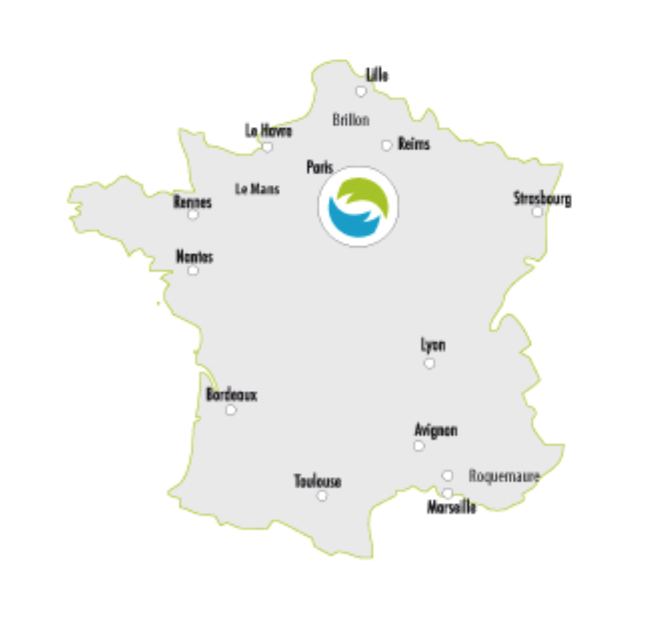 Lille
Brillon
Le Havre
Reims
Paris
Le Mans
Rennes
Strasbourg
Nantes
Lyon
Bordeaux
Avignon
Roquemaure
Toulouse
Marseille